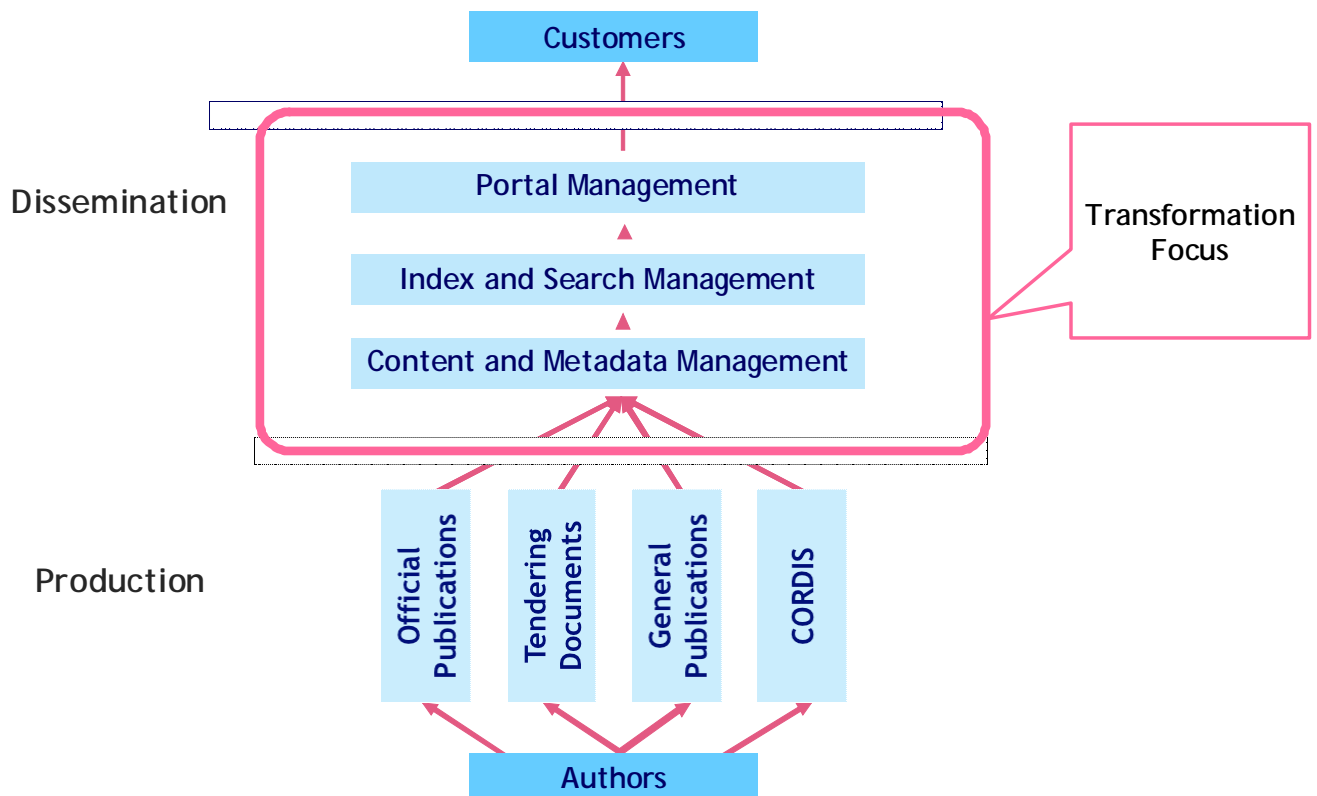 Customers
Dissemination
Portal Management
Transformation
Focus
Index and Search Management
Content and Metadata Management
Production
Official
Publications
Tendering
Documents
General
Publications
CORDIS
Authors